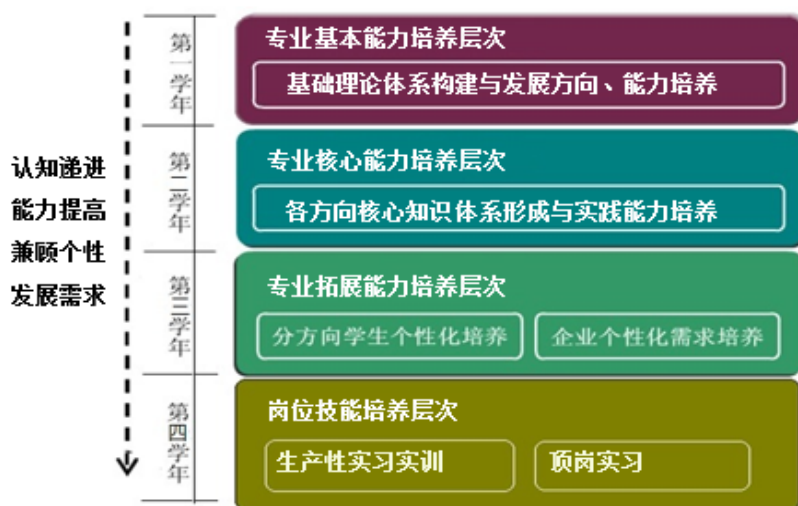 认知递进
能力提高
兼顾个性
发展需求
第一学年
专业基本能力培养层次
基础理论体系构建与发展方向、能力培养
第二学年
专业核心能力培养层次
各方向核心知识体系形成与实践能力培养
第三学年
专业拓展能力培养层次
分方向学生个性化培养
企业个性化需求培养
第四学年
岗位技能培养层次
生产性实习实训
顶岗实习